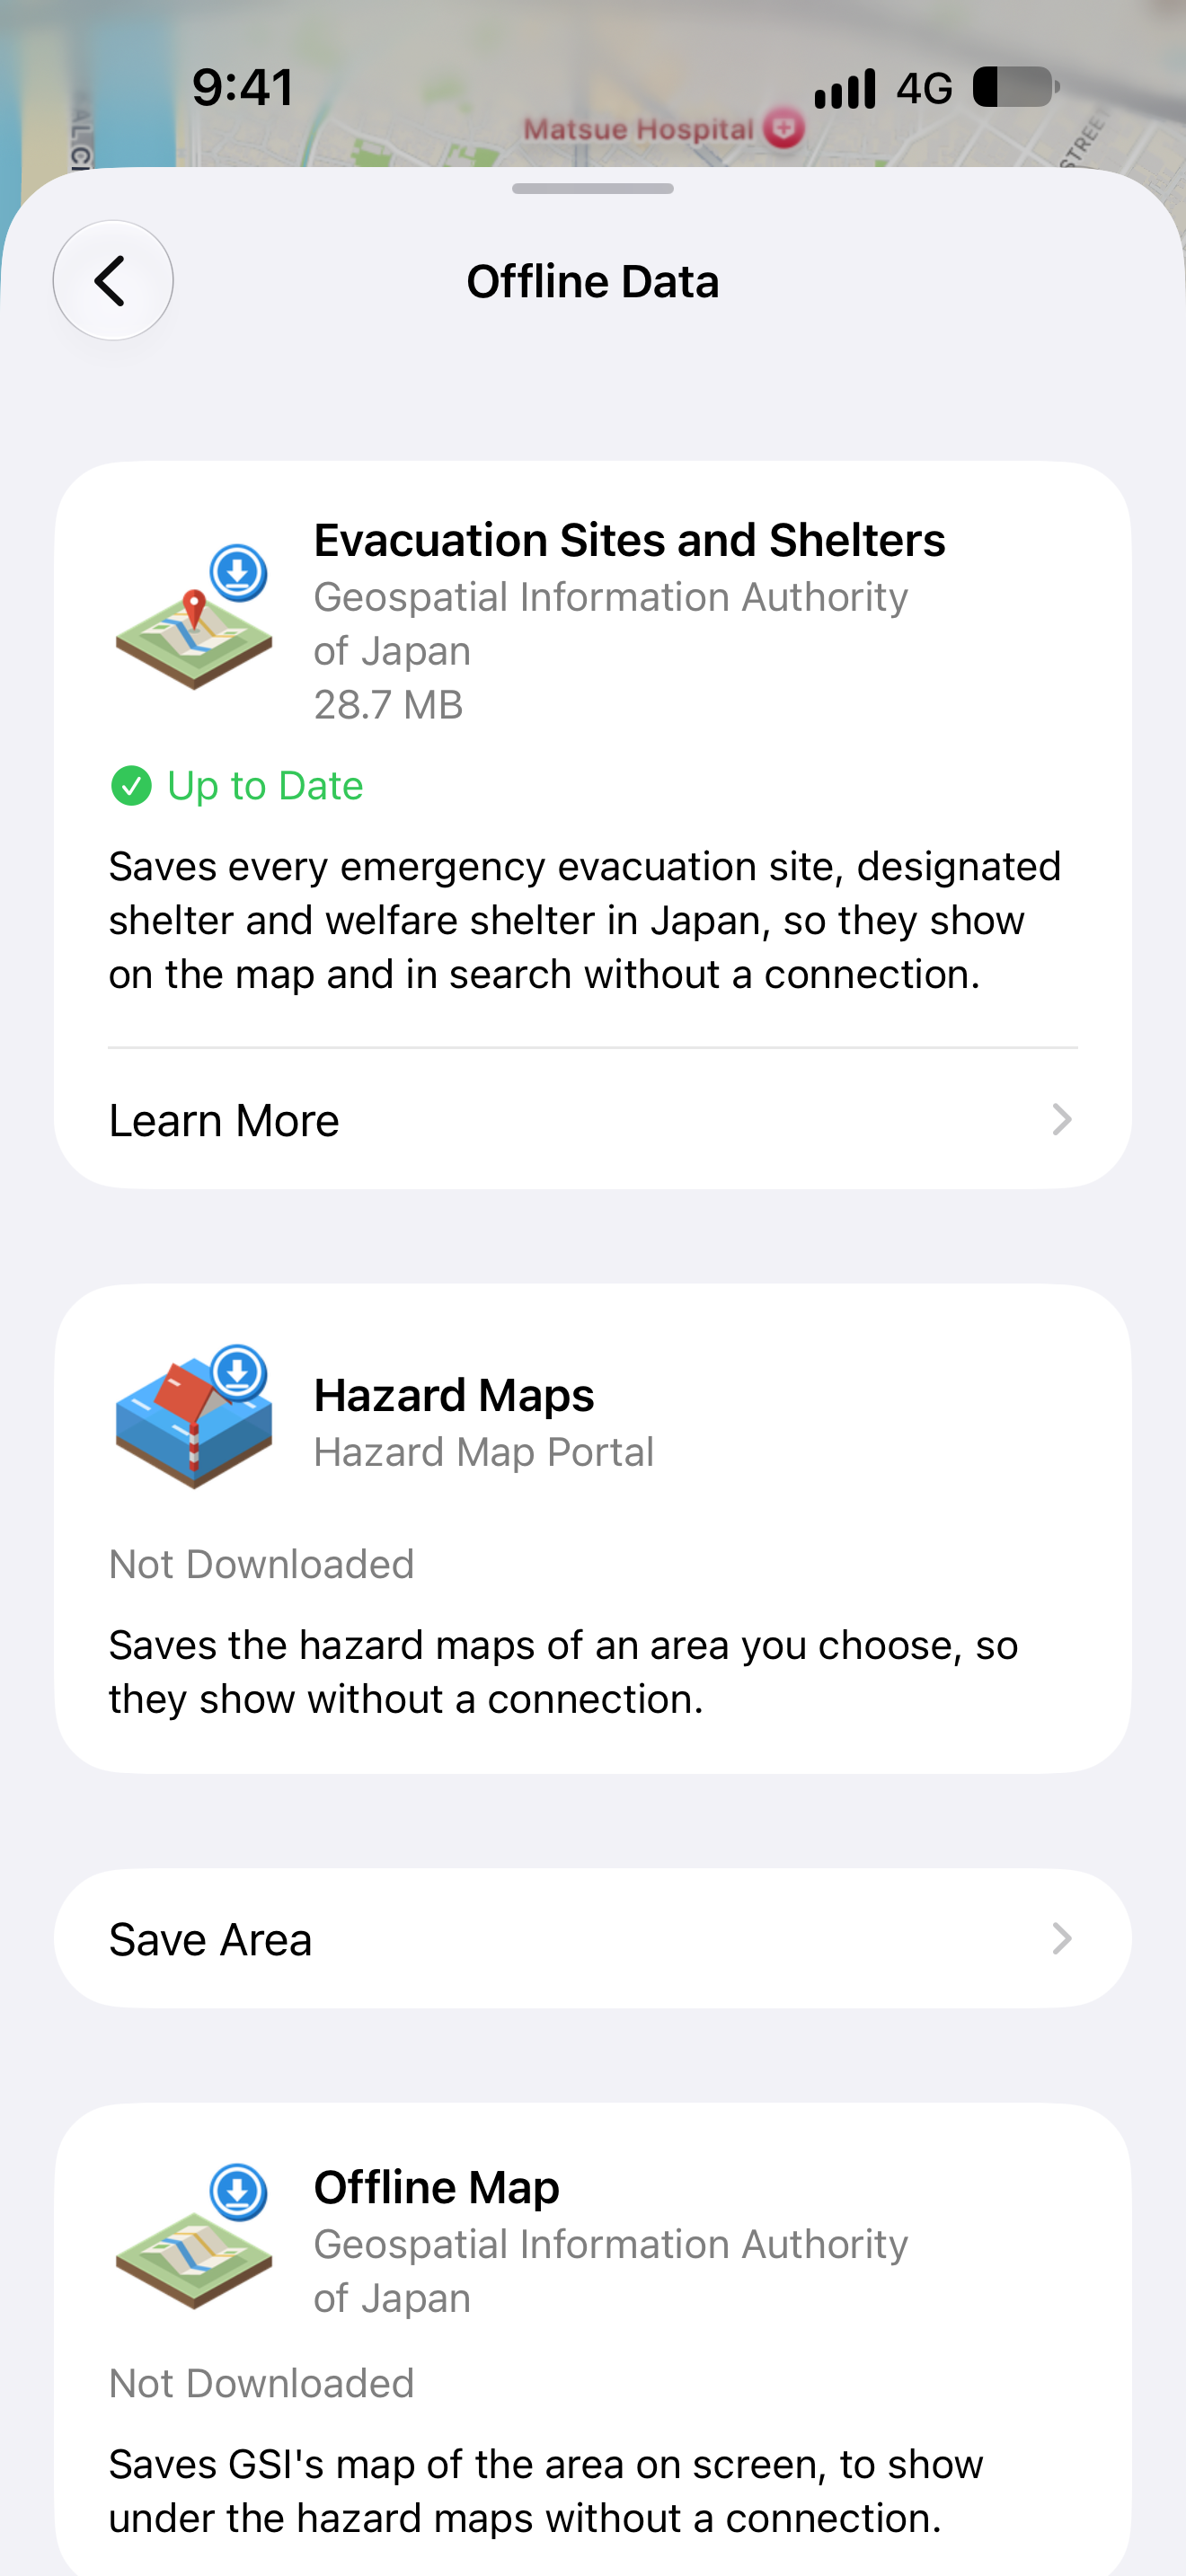 9:41
4G
Matsue Hospital
STREET
Offline Data
Evacuation Sites and Shelters
Geospatial Information Authority
of Japan
28.7 MB
Up to Date
Saves every emergency evacuation site, designated
shelter and welfare shelter in Japan, so they show
on the map and in search without a connection.
Learn More
Hazard Maps
Hazard Map Portal
Not Downloaded
Saves the hazard maps of an area you choose, so
they show without a connection.
Save Area
Offline Map
Geospatial Information Authority
of Japan
Not Downloaded
Saves GSI's map of the area on screen, to show
under the hazard maps without a connection.